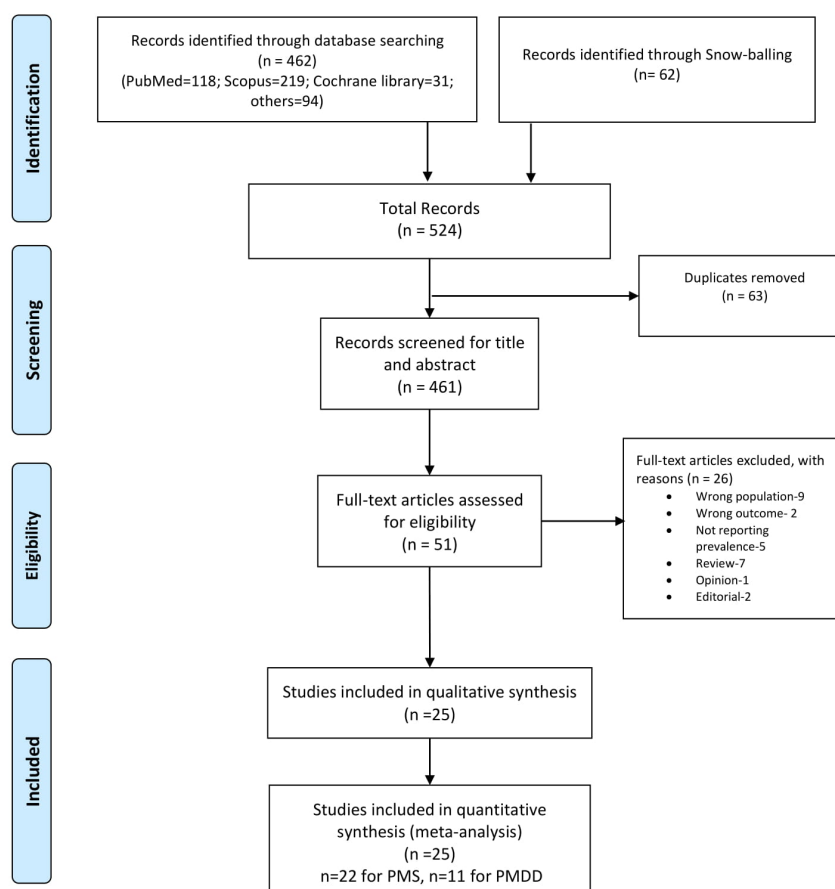 Identification
Records identified through database searching
(n = 462)
(PubMed=118; Scopus=219; Cochrane library=31;
others=94)
Records identified through Snow-balling
(n= 62)
Total Records
(n = 524)
Screening
Duplicates removed
(n = 63)
Records screened for title
and abstract
(n = 461)
Eligibility
Full-text articles assessed
for eligibility
(n = 51)
Full-text articles excluded, with
reasons (n = 26)
• Wrong population-9
• Wrong outcome- 2
• Not reporting
prevalence-5
• Review-7
• Opinion-1
• Editorial-2
Included
Studies included in qualitative synthesis
(n =25)
Studies included in quantitative
synthesis (meta-analysis)
(n =25)
n=22 for PMS, n=11 for PMDD